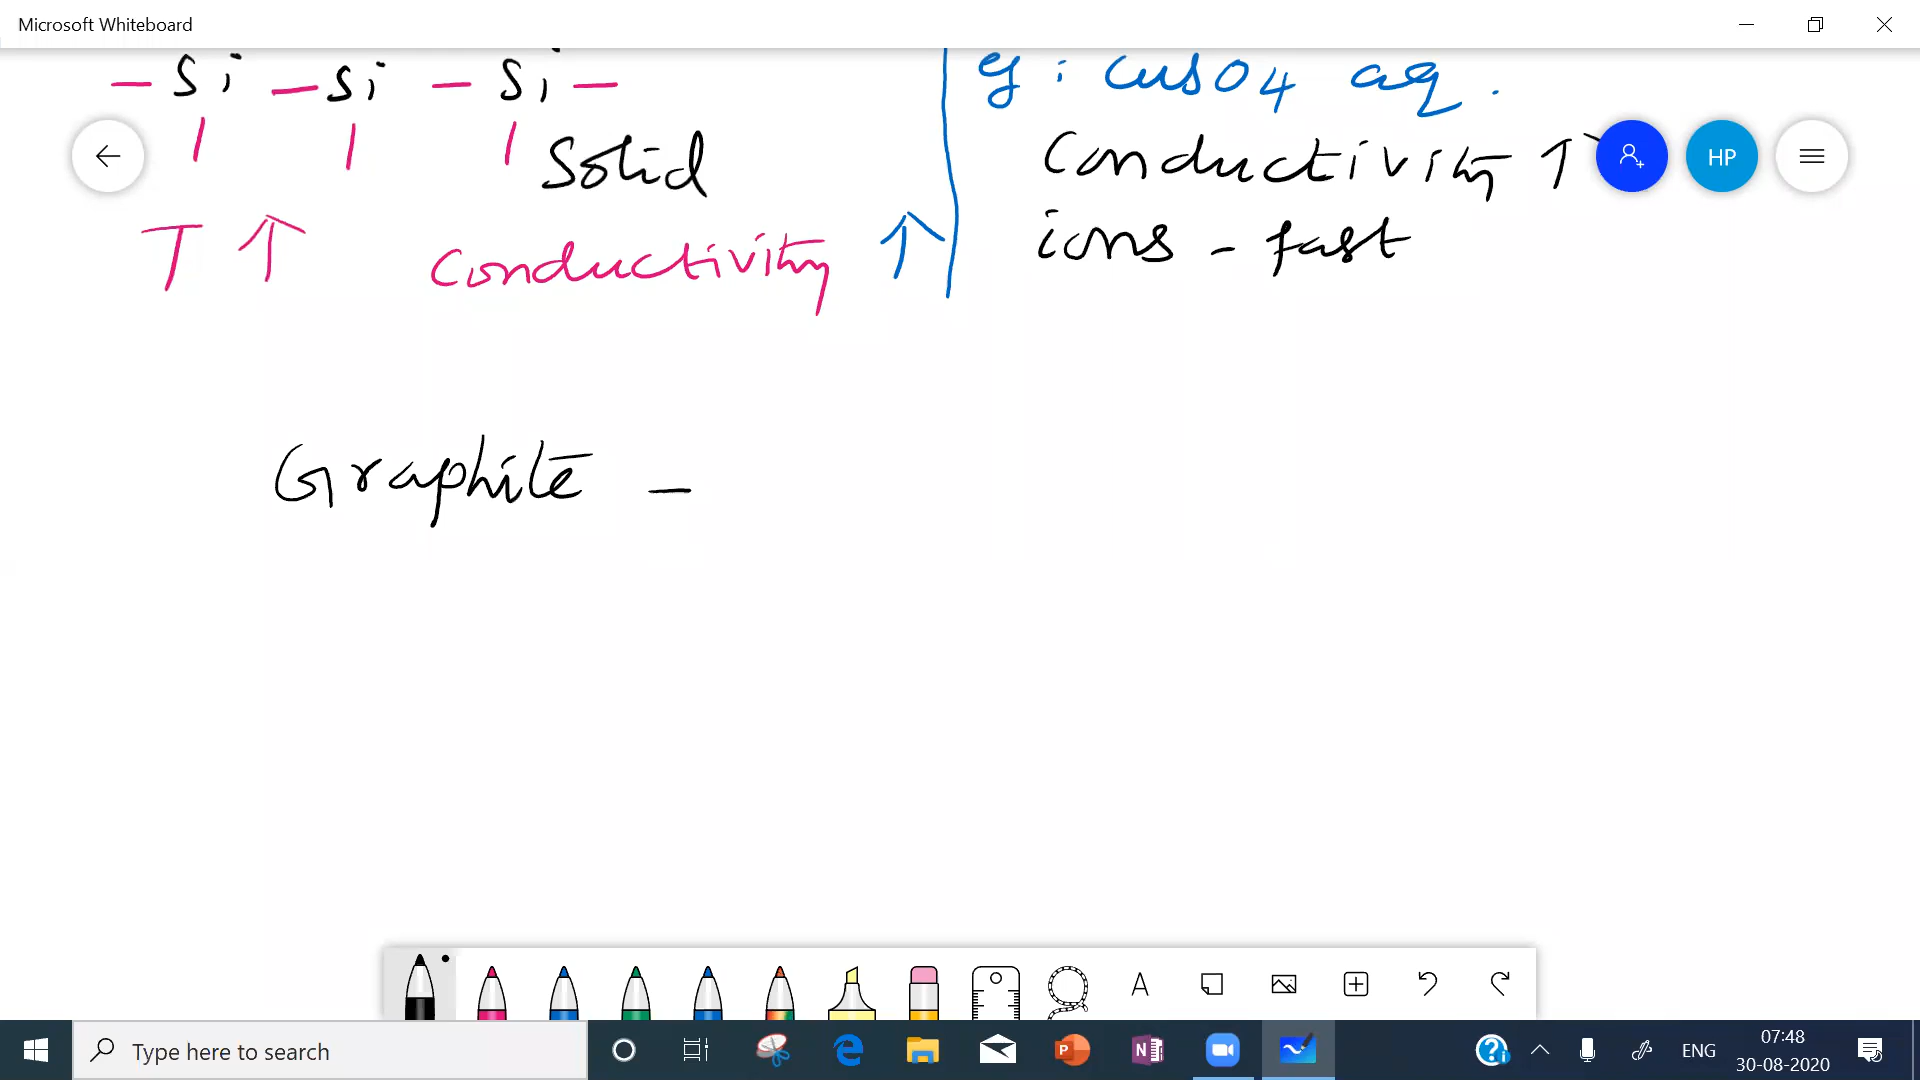 Microsoft Whiteboard
- Si - Si - Si -
Solid
T ↑ Conductivity ↑
eg : CuSO4 aq.
Conductivity ↑
ions - fast
HP
Graphite -
A
Type here to search
ENG
07:48
30-08-2020